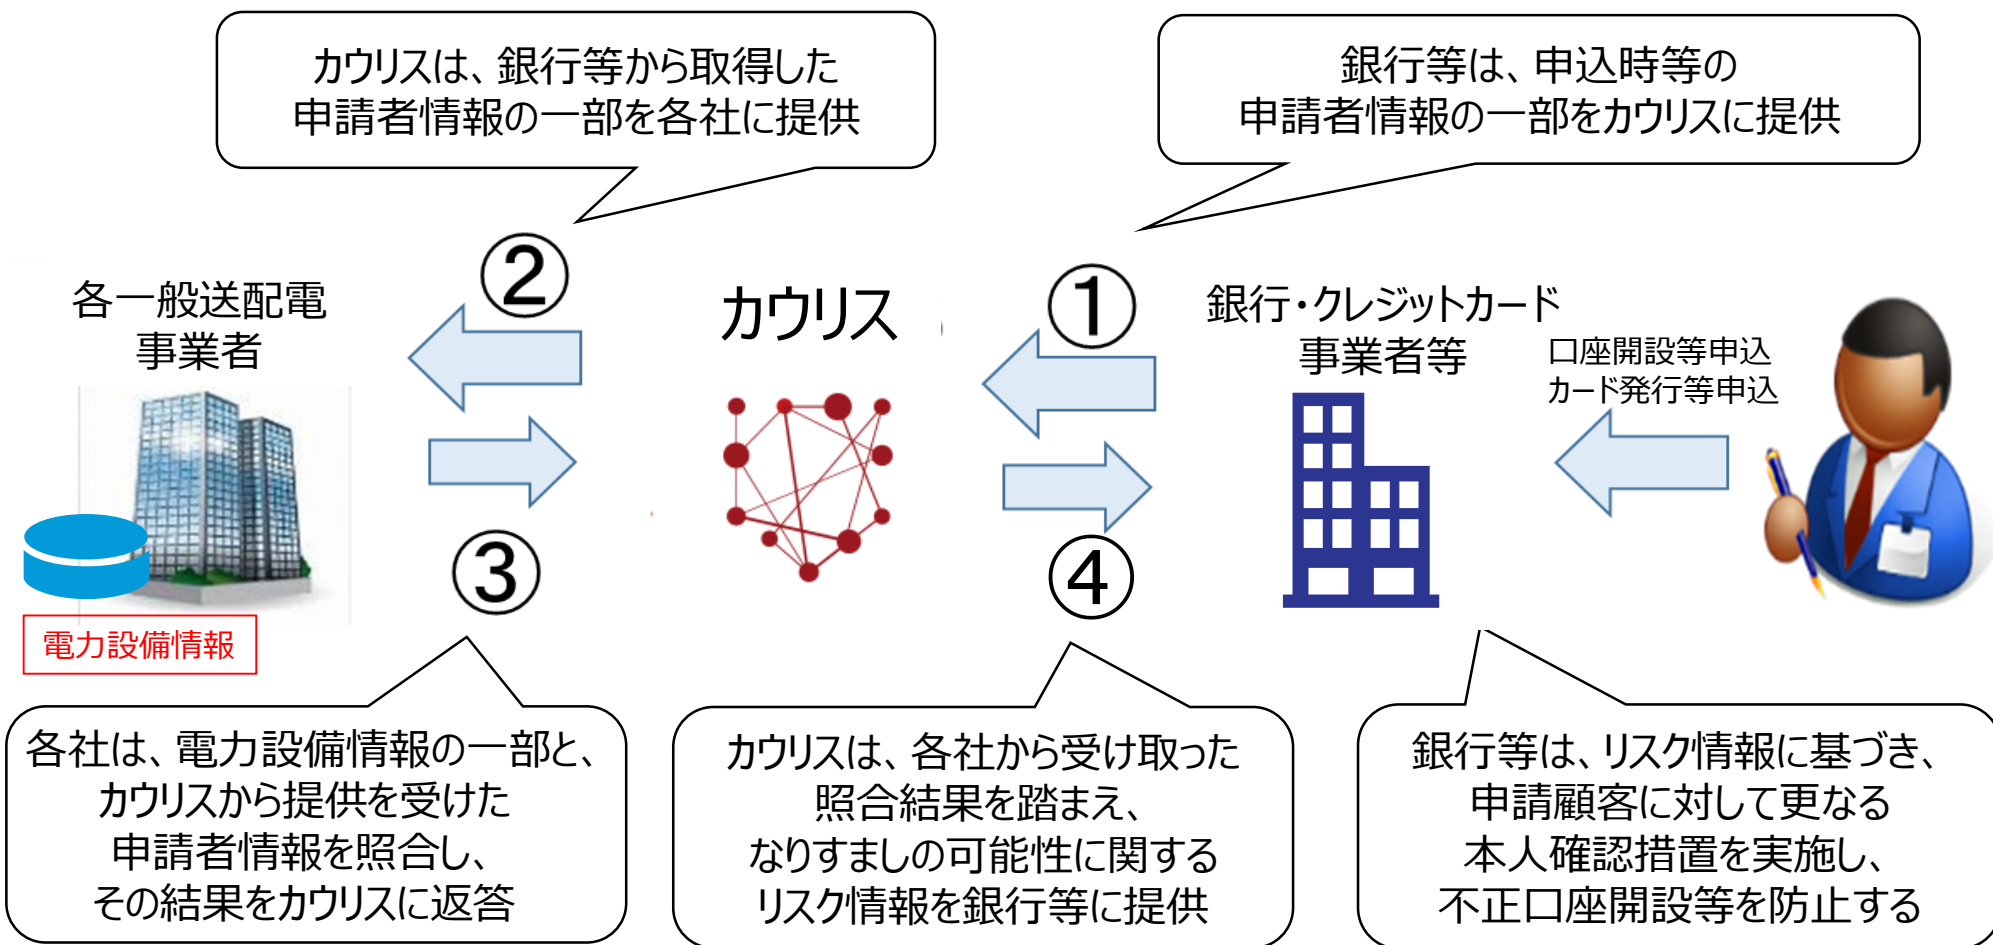 カウリスは、銀行等から取得した
申請者情報の一部を各社に提供
銀行等は、申込時等の
申請者情報の一部をカウリスに提供
②
①
各一般送配電
事業者
カウリス
銀行・クレジットカード
事業者等
口座開設等申込
カード発行等申込
③
④
電力設備情報
各社は、電力設備情報の一部と、
カウリスから提供を受けた
申請者情報を照合し、
その結果をカウリスに返答
カウリスは、各社から受け取った
照合結果を踏まえ、
なりすましの可能性に関する
リスク情報を銀行等に提供
銀行等は、リスク情報に基づき、
申請顧客に対して更なる
本人確認措置を実施し、
不正口座開設等を防止する